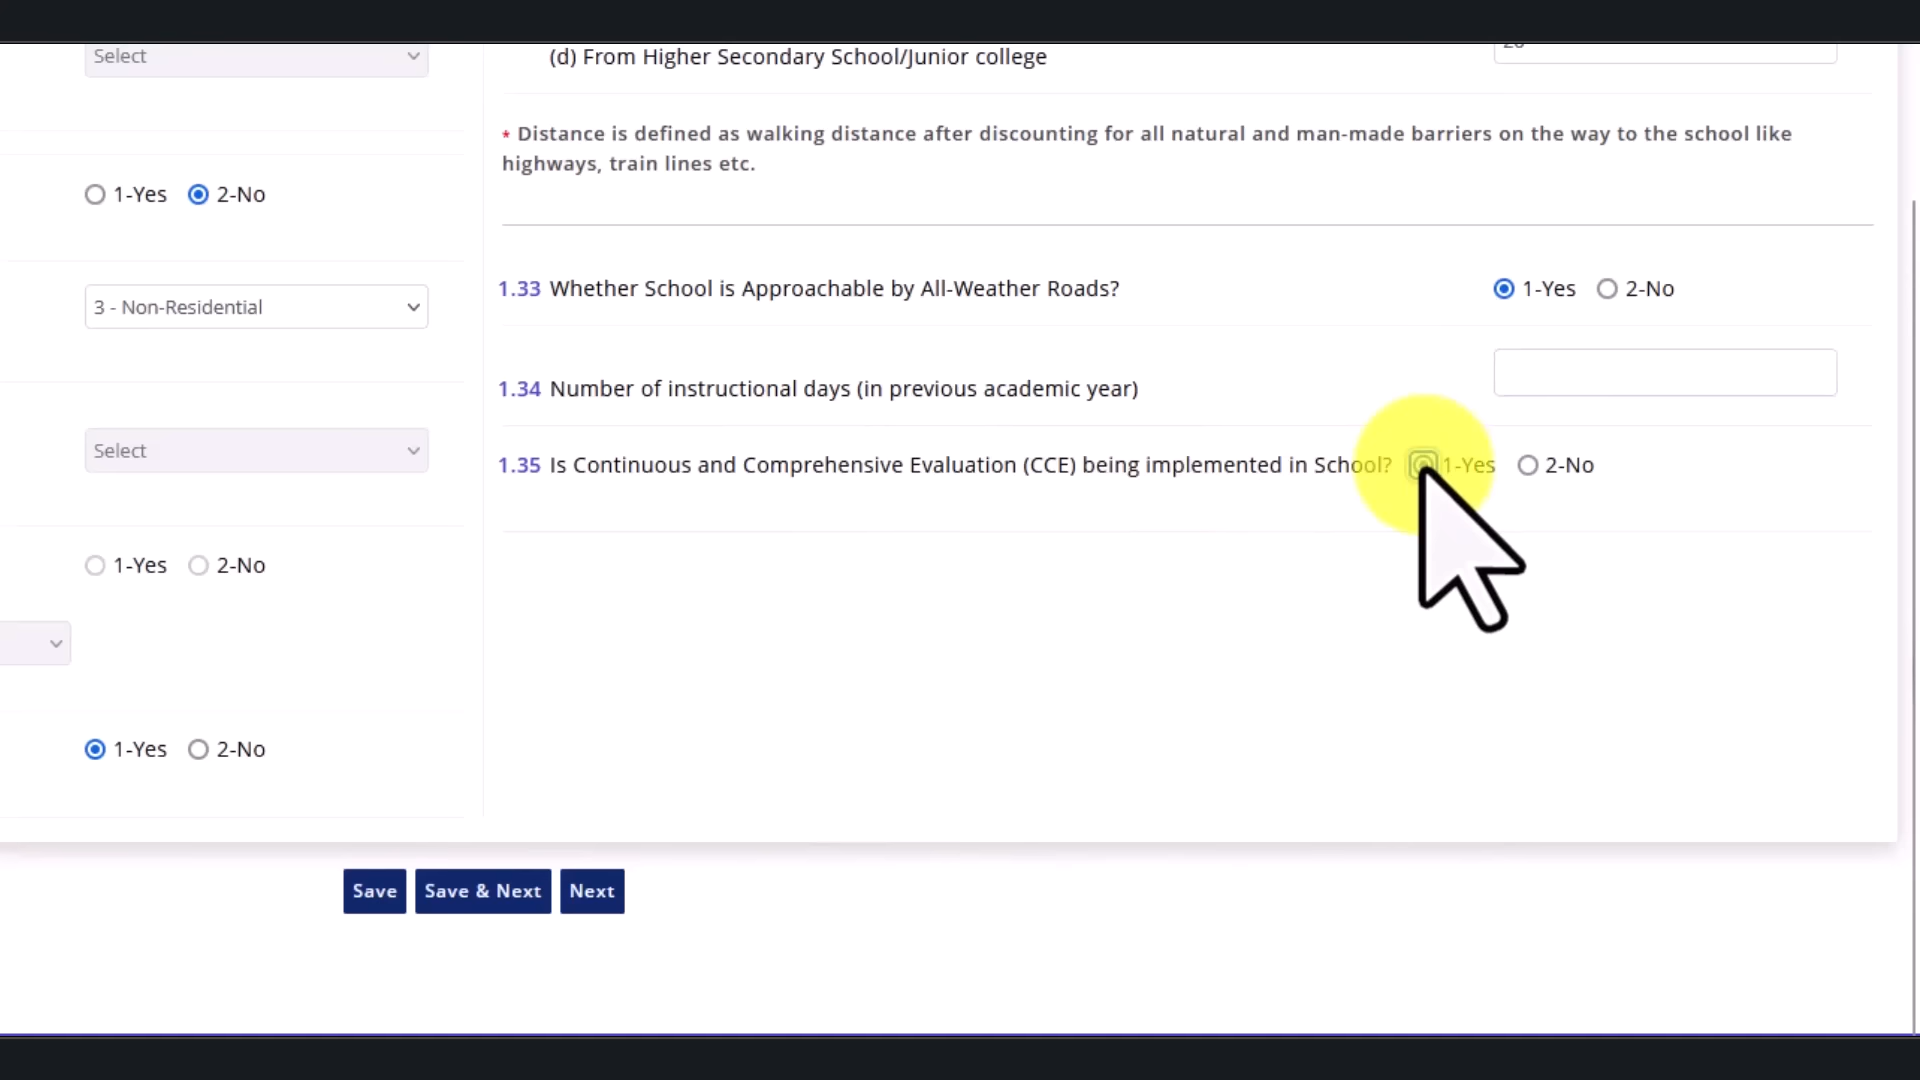 Select
(d) From Higher Secondary School/Junior college
* Distance is defined as walking distance after discounting for all natural and man-made barriers on the way to the school like
highways, train lines etc.
1-Yes 2-No
1.33 Whether School is Approachable by All-Weather Roads? 1-Yes 2-No
3 - Non-Residential
1.34 Number of instructional days (in previous academic year)
Select
1.35 Is Continuous and Comprehensive Evaluation (CCE) being implemented in School? 1-Yes 2-No
1-Yes 2-No
1-Yes 2-No
Save Save & Next Next